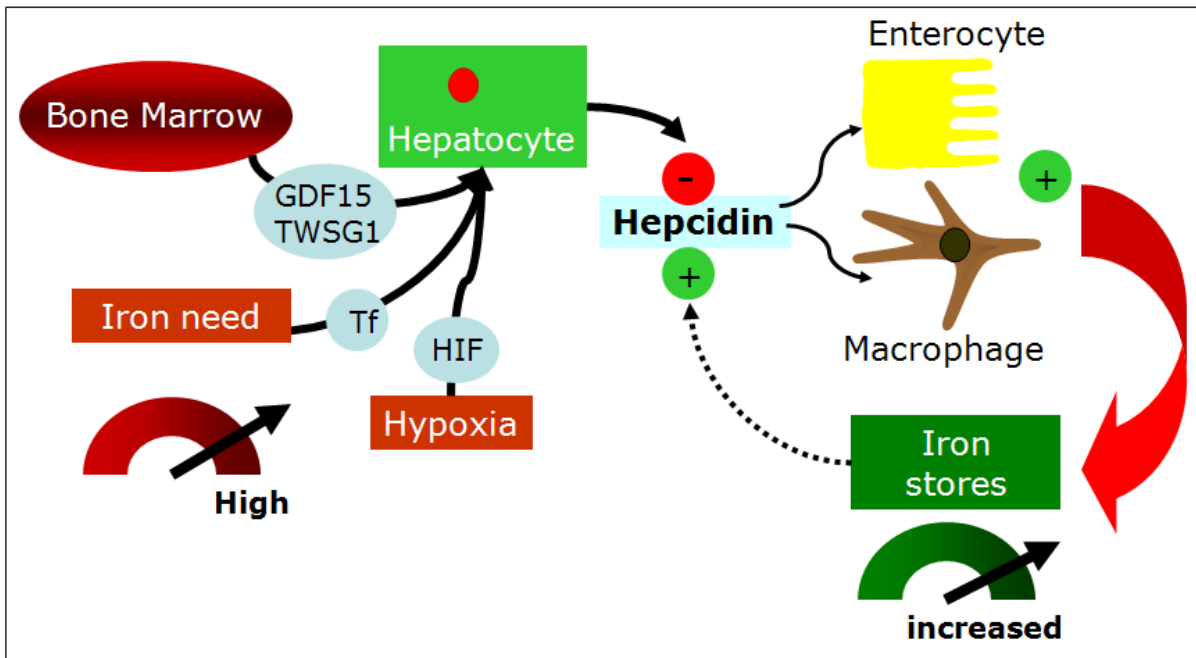 Bone Marrow
GDF15
TWSG1
Hepatocyte
Iron need
Tf
HIF
Hypoxia
High
-
Hepcidin
+
Enterocyte
+
Macrophage
Iron
stores
increased